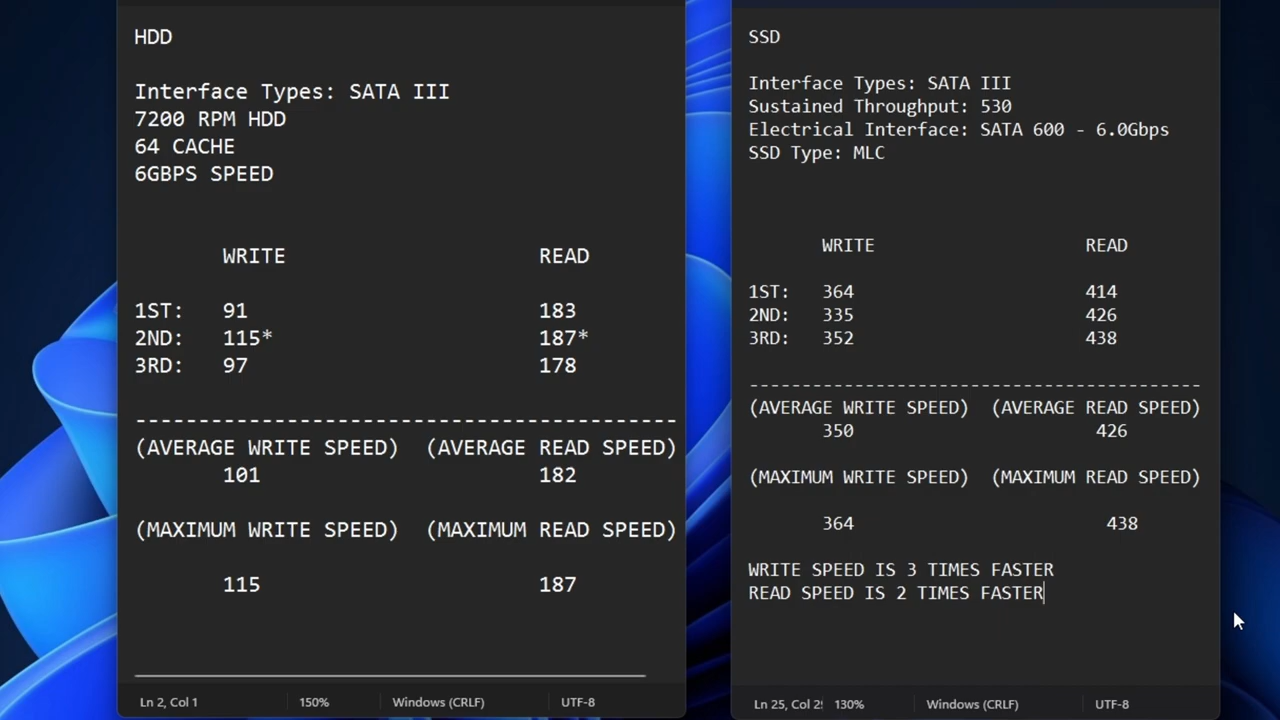 HDD
Interface Types: SATA III
7200 RPM HDD
64 CACHE
6GBPS SPEED
WRITE READ
1ST: 91 183
2ND: 115* 187*
3RD: 97 178
-------------------------------------------
(AVERAGE WRITE SPEED) (AVERAGE READ SPEED)
101 182
(MAXIMUM WRITE SPEED) (MAXIMUM READ SPEED)
115 187
Ln 2, Col 1 150% Windows (CRLF) UTF-8
SSD
Interface Types: SATA III
Sustained Throughput: 530
Electrical Interface: SATA 600 - 6.0Gbps
SSD Type: MLC
WRITE READ
1ST: 364 414
2ND: 335 426
3RD: 352 438
-------------------------------------------
(AVERAGE WRITE SPEED) (AVERAGE READ SPEED)
350 426
(MAXIMUM WRITE SPEED) (MAXIMUM READ SPEED)
364 438
WRITE SPEED IS 3 TIMES FASTER
READ SPEED IS 2 TIMES FASTER
Ln 25, Col 130% Windows (CRLF) UTF-8